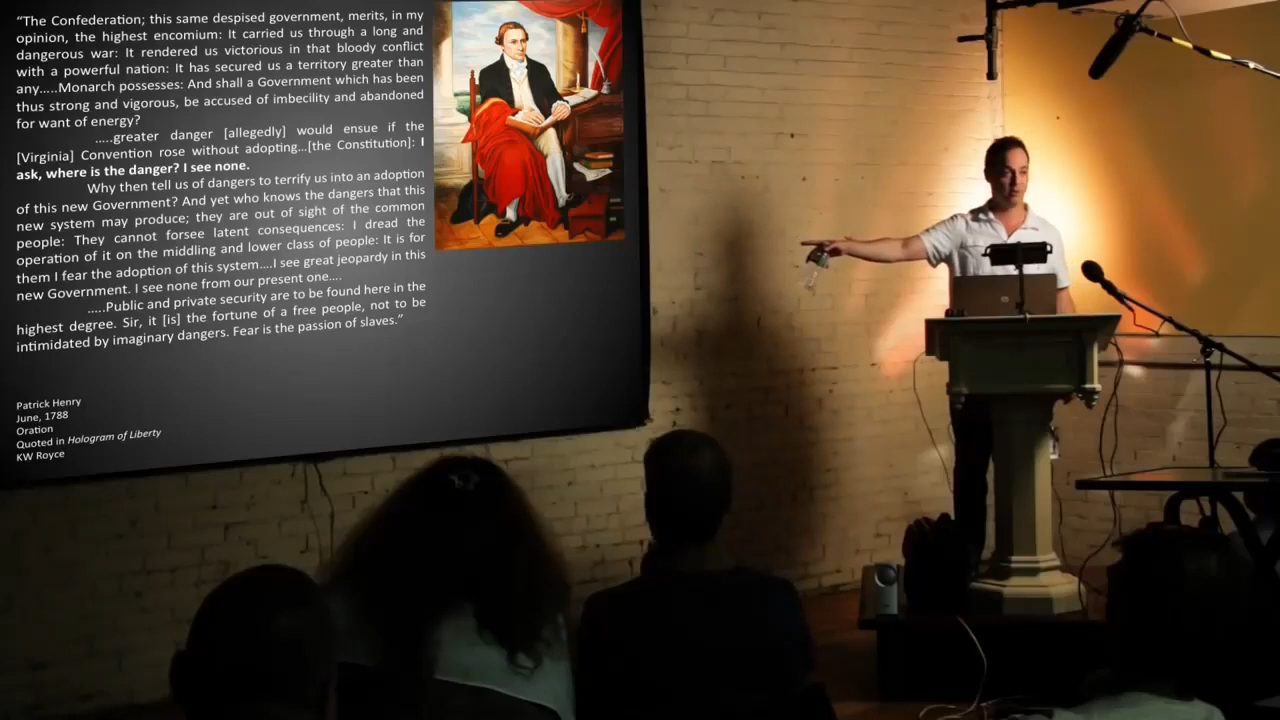 “The Confederation; this same despised government, merits, in my
opinion, the highest encomium: It carried us through a long and
dangerous war: It rendered us victorious in that bloody conflict
with a powerful nation: It has secured us a territory greater than
any.....Monarch possesses: And shall a Government which has been
thus strong and vigorous, be accused of imbecility and abandoned
for want of energy?
.....greater danger [allegedly] would ensue if the
[Virginia] Convention rose without adopting...[the Constitution]: I
ask, where is the danger? I see none.
Why then tell us of dangers to terrify us into an adoption
of this new Government? And yet who knows the dangers that this
new system may produce; they are out of sight of the common
people: They cannot forsee latent consequences: I dread the
operation of it on the middling and lower class of people: It is for
them I fear the adoption of this system....I see great jeopardy in this
new Government. I see none from our present one....
.....Public and private security are to be found here in the
highest degree. Sir, it [is] the fortune of a free people, not to be
intimidated by imaginary dangers. Fear is the passion of slaves.”
Patrick Henry
June, 1788
Oration
Quoted in Hologram of Liberty
KW Royce